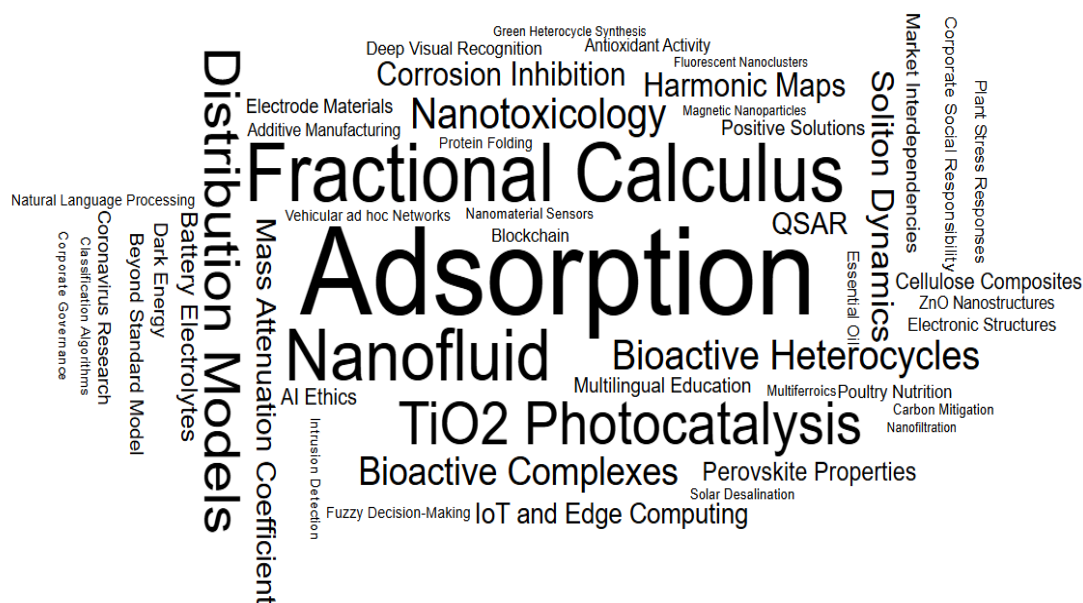 Green Heterocycle Synthesis
Deep Visual Recognition
Antioxidant Activity
Corrosion Inhibition
Fluorescent Nanoclusters
Harmonic Maps
Electrode Materials
Nanotoxicology
Magnetic Nanoparticles
Additive Manufacturing
Positive Solutions
Protein Folding
Fractional Calculus
Natural Language Processing
Vehicular ad hoc Networks
Nanomaterial Sensors
QSAR
Blockchain
Adsorption
Distribution Models
Mass Attenuation Coefficient
Battery Electrolytes
Dark Energy
Beyond Standard Model
Coronavirus Research
Classification Algorithms
Corporate Governance
Soliton Dynamics
Market Interdependencies
Corporate Social Responsibility
Plant Stress Responses
Essential Oil
Cellulose Composites
ZnO Nanostructures
Electronic Structures
Nanofluid
Bioactive Heterocycles
AI Ethics
Multilingual Education
Multiferroics
Poultry Nutrition
Carbon Mitigation
Nanofiltration
TiO2 Photocatalysis
Intrusion Detection
Bioactive Complexes
Perovskite Properties
Solar Desalination
Fuzzy Decision-Making
IoT and Edge Computing